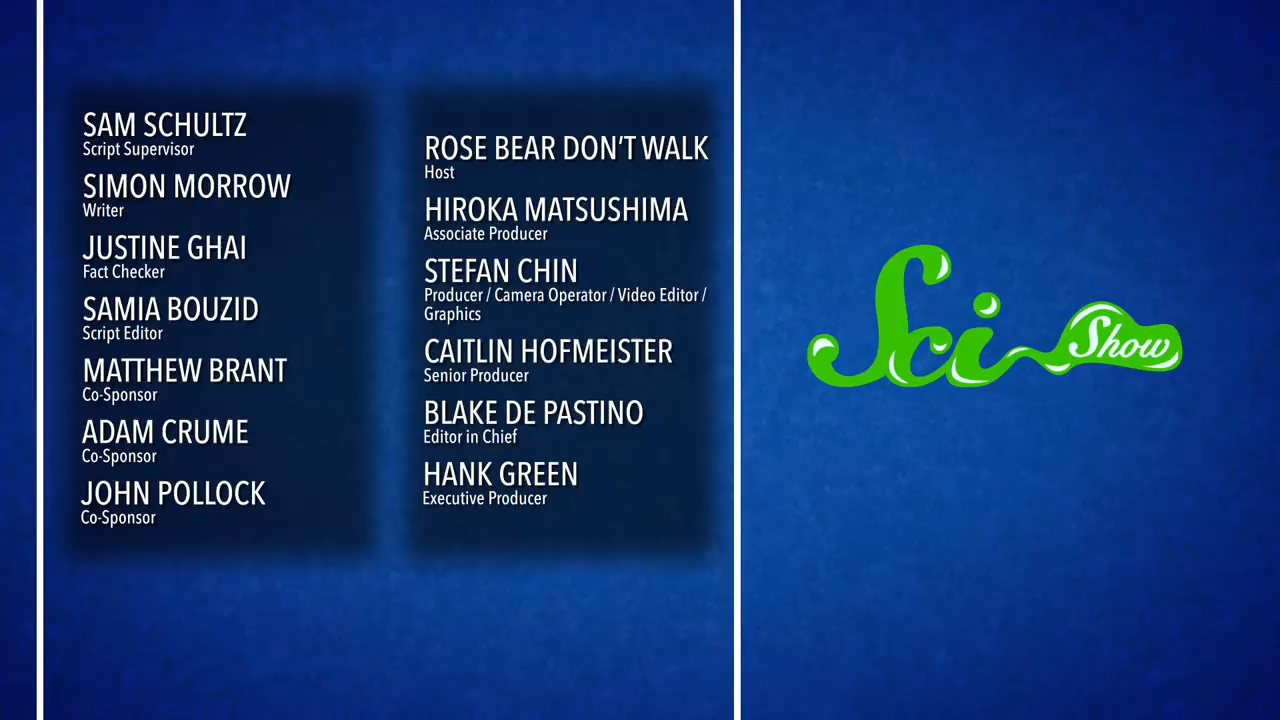 SAM SCHULTZ
Script Supervisor
SIMON MORROW
Writer
JUSTINE GHAI
Fact Checker
SAMIA BOUZID
Script Editor
MATTHEW BRANT
Co-Sponsor
ADAM CRUME
Co-Sponsor
JOHN POLLOCK
Co-Sponsor
ROSE BEAR DON'T WALK
Host
HIROKA MATSUSHIMA
Associate Producer
STEFAN CHIN
Producer / Camera Operator / Video Editor /
Graphics
CAITLIN HOFMEISTER
Senior Producer
BLAKE DE PASTINO
Editor in Chief
HANK GREEN
Executive Producer
Sci Show